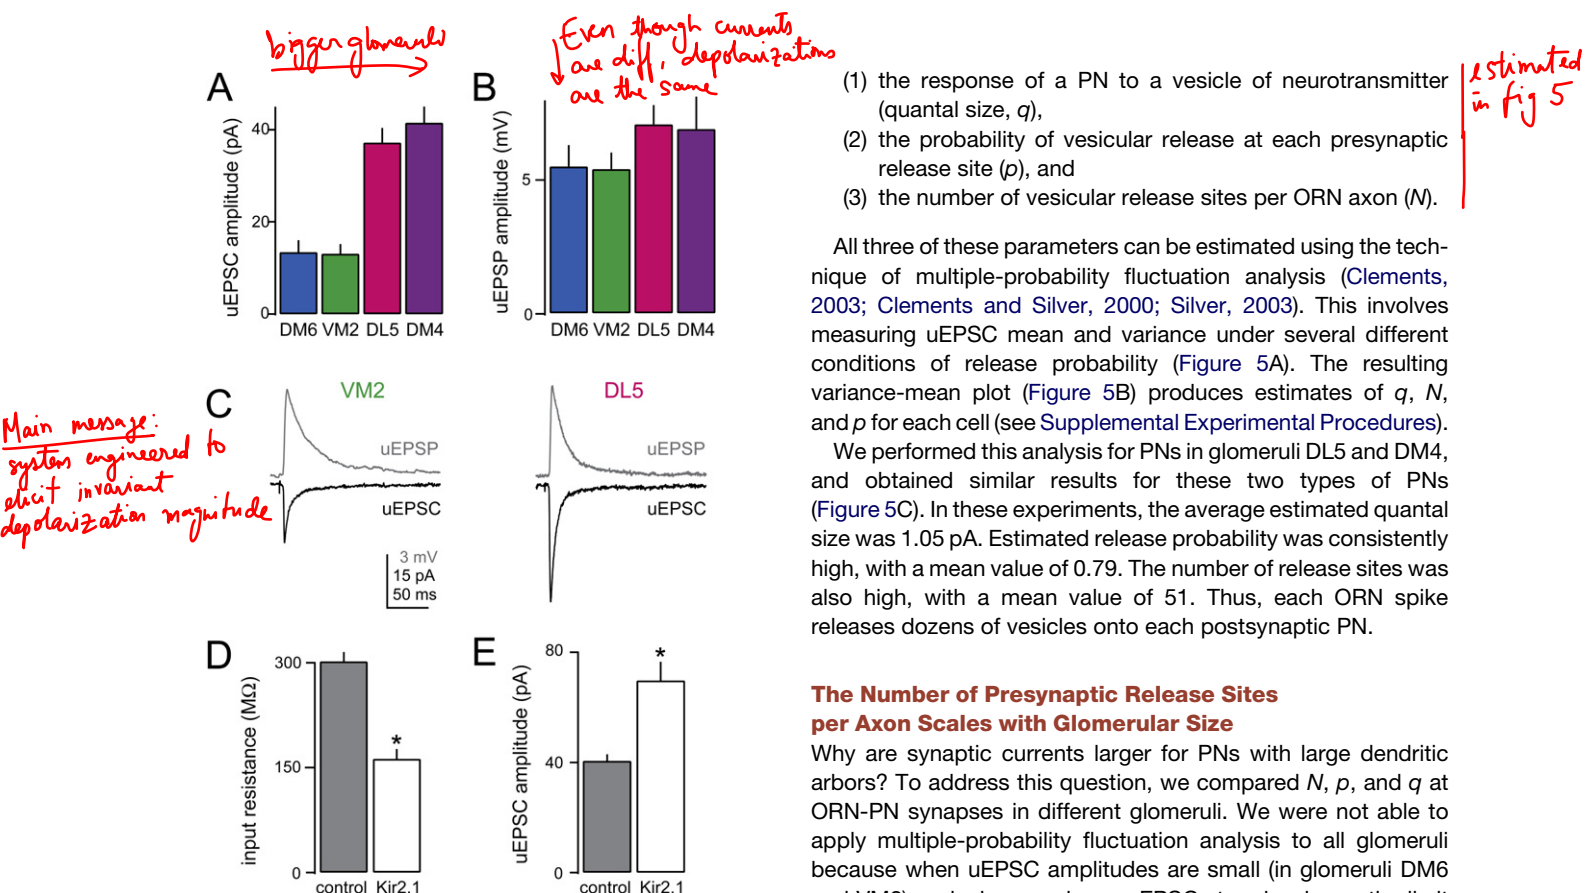 bigger glomeruli
Even though currents
are diff, depolarizations
are the same
A
uEPSC amplitude (pA)
40
20
0
DM6 VM2 DL5 DM4
B
uEPSP amplitude (mV)
5
0
DM6 VM2 DL5 DM4
Main message:
system engineered to
elicit invariant
depolarization magnitude
C
VM2
uEPSP
uEPSC
3 mV
15 pA
50 ms
DL5
uEPSP
uEPSC
D
input resistance (MΩ)
300
150
0
control Kir2.1
*
E
uEPSC amplitude (pA)
80
40
0
control Kir2.1
*
(1) the response of a PN to a vesicle of neurotransmitter
(quantal size, q),
(2) the probability of vesicular release at each presynaptic
release site (p), and
(3) the number of vesicular release sites per ORN axon (N).
estimated
in fig 5
All three of these parameters can be estimated using the tech-
nique of multiple-probability fluctuation analysis (Clements,
2003; Clements and Silver, 2000; Silver, 2003). This involves
measuring uEPSC mean and variance under several different
conditions of release probability (Figure 5A). The resulting
variance-mean plot (Figure 5B) produces estimates of q, N,
and p for each cell (see Supplemental Experimental Procedures).
We performed this analysis for PNs in glomeruli DL5 and DM4,
and obtained similar results for these two types of PNs
(Figure 5C). In these experiments, the average estimated quantal
size was 1.05 pA. Estimated release probability was consistently
high, with a mean value of 0.79. The number of release sites was
also high, with a mean value of 51. Thus, each ORN spike
releases dozens of vesicles onto each postsynaptic PN.
The Number of Presynaptic Release Sites
per Axon Scales with Glomerular Size
Why are synaptic currents larger for PNs with large dendritic
arbors? To address this question, we compared N, p, and q at
ORN-PN synapses in different glomeruli. We were not able to
apply multiple-probability fluctuation analysis to all glomeruli
because when uEPSC amplitudes are small (in glomeruli DM6